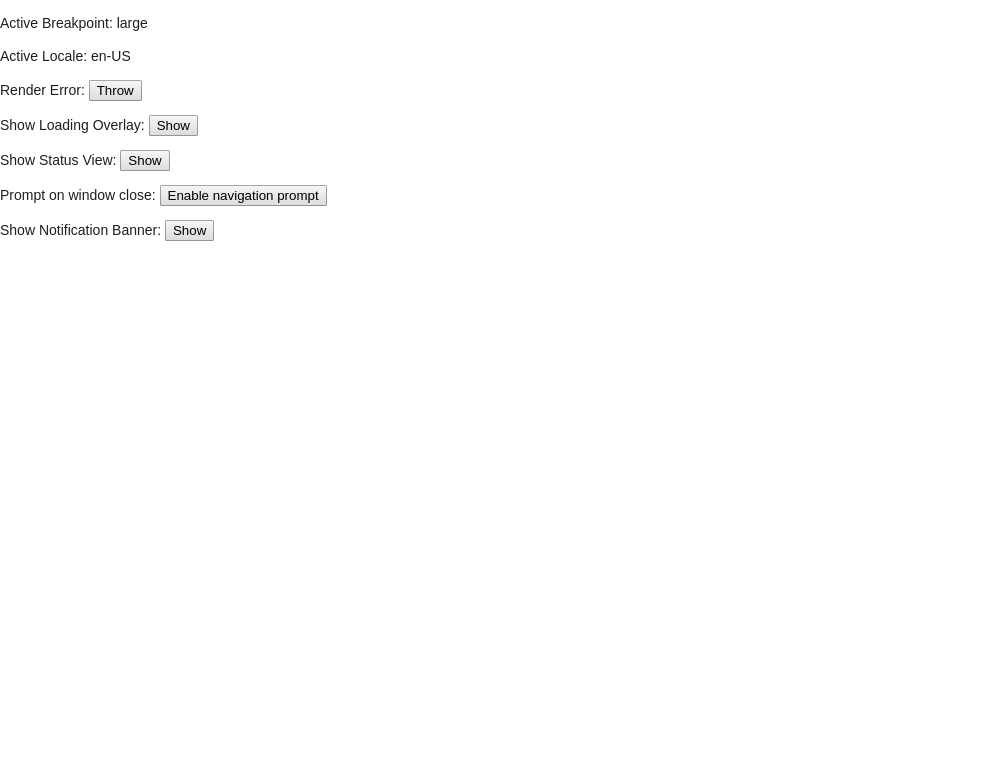 Active Breakpoint: large
Active Locale: en-US
Render Error: Throw
Show Loading Overlay: Show
Show Status View: Show
Prompt on window close: Enable navigation prompt
Show Notification Banner: Show